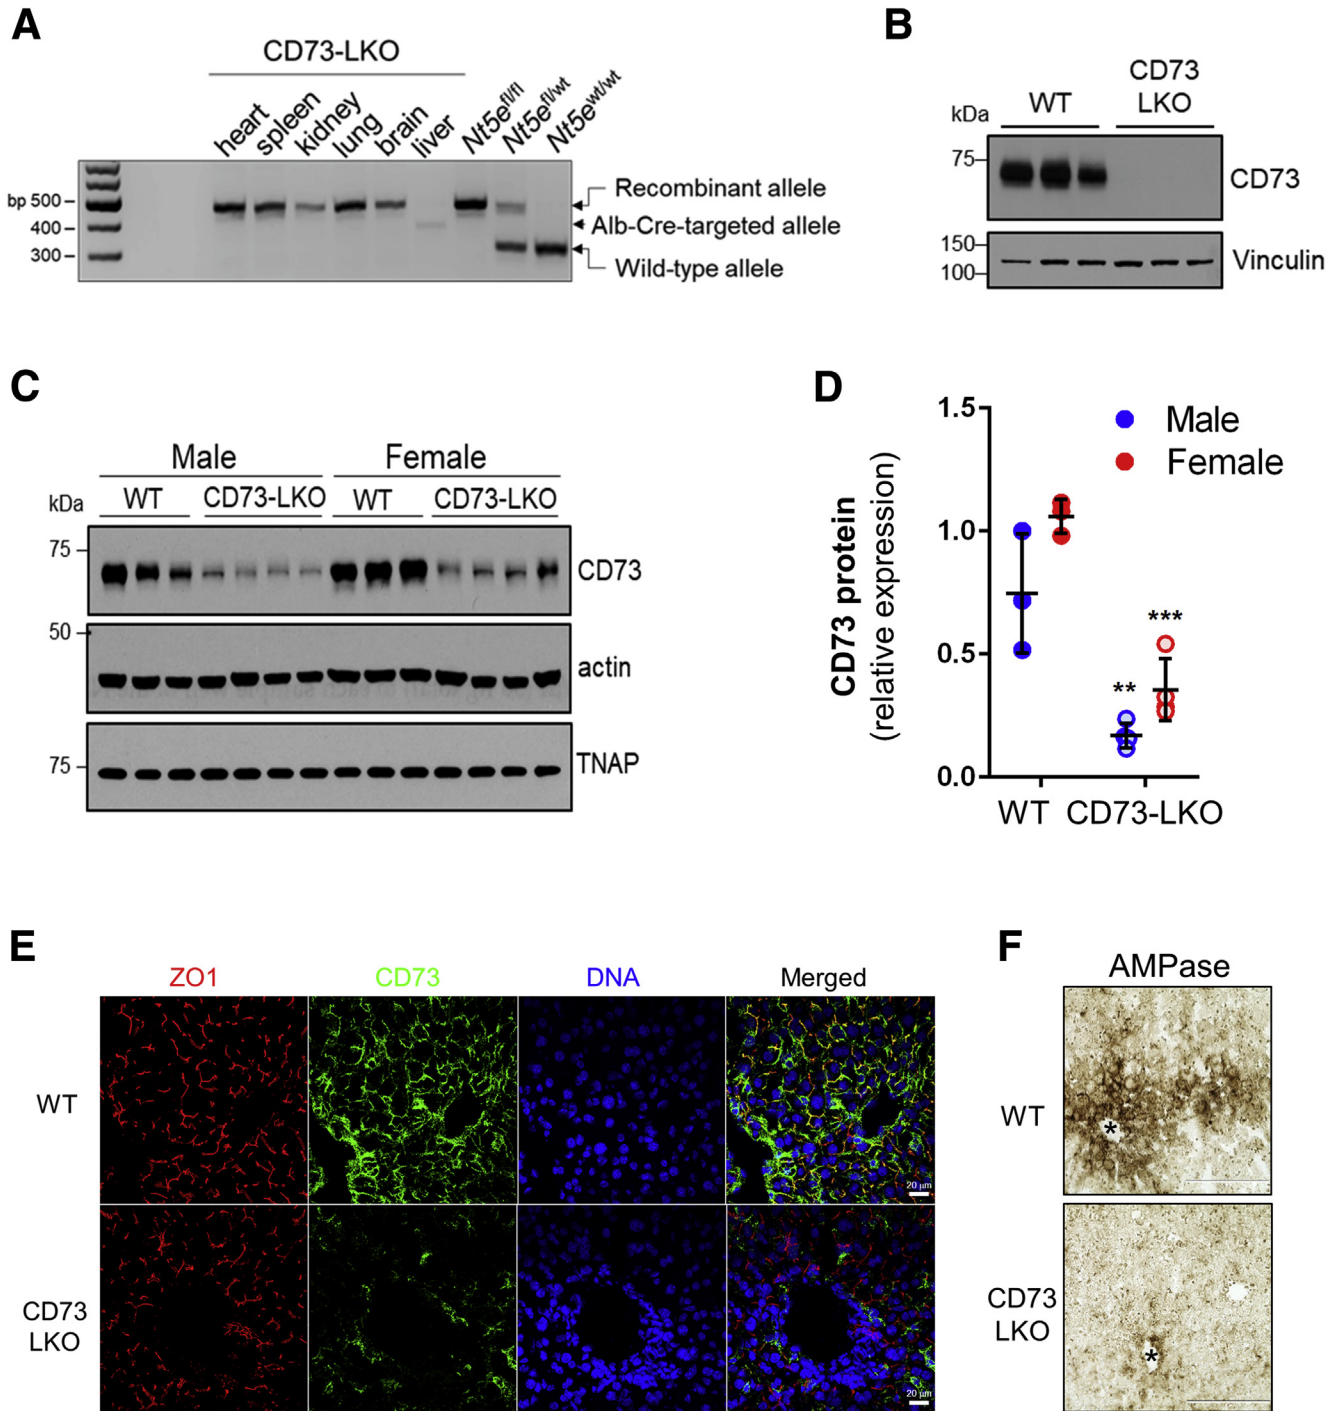 A
CD73-LKO
heart
spleen
kidney
lung
brain
liver
Nt5e fl/fl
Nt5e fl/wt
Nt5e wt/wt
bp 500
400
300
Recombinant allele
Alb-Cre-targeted allele
Wild-type allele
B
kDa
WT
CD73
LKO
75
CD73
150
100
Vinculin
C
Male
Female
kDa
WT
CD73-LKO
WT
CD73-LKO
75
CD73
50
actin
75
TNAP
D
Male
Female
CD73 protein
(relative expression)
1.5
1.0
0.5
0.0
**
***
WT
CD73-LKO
E
ZO1
CD73
DNA
Merged
WT
20 µm
CD73
LKO
20 µm
F
AMPase
WT
*
CD73
LKO
*